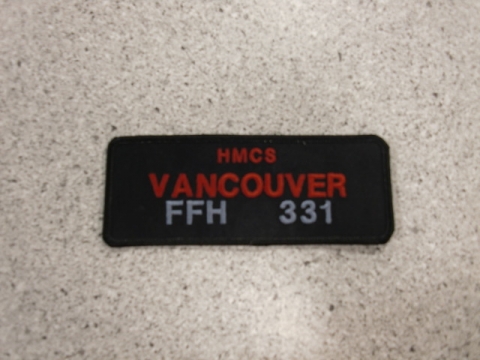 HMCS
VANCOUVER
FFH 331